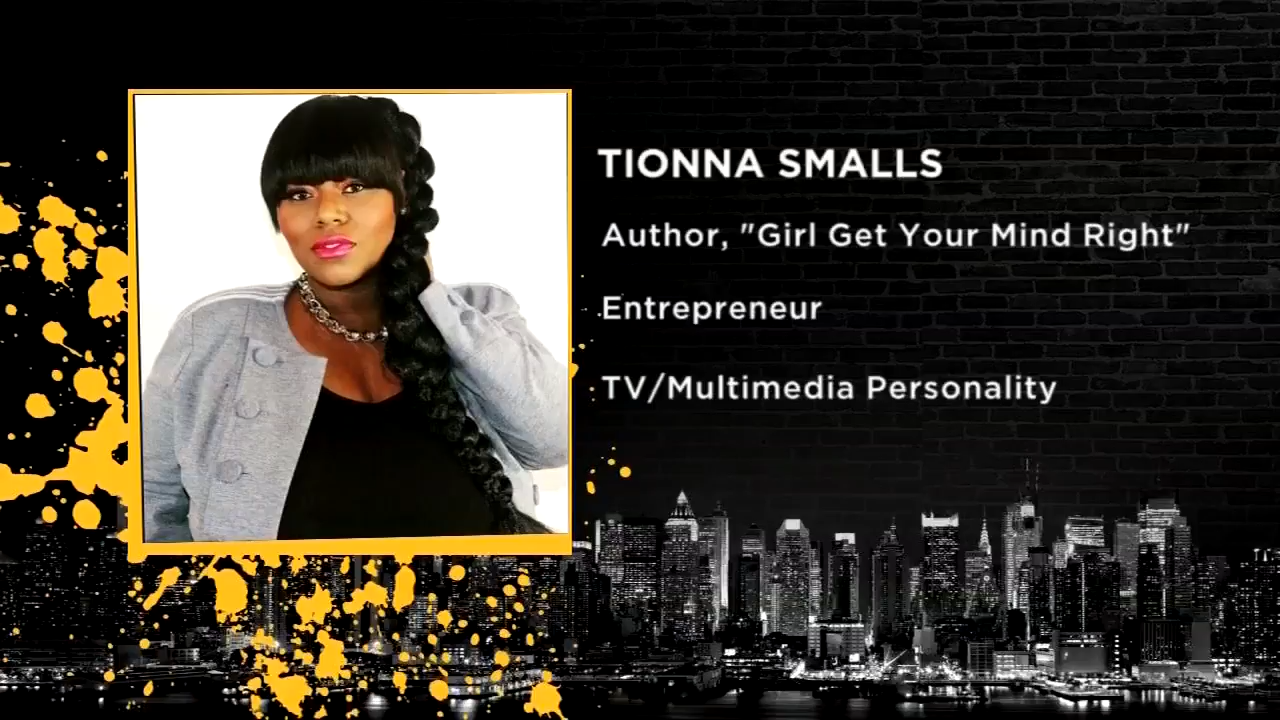 TIONNA SMALLS
Author, "Girl Get Your Mind Right"
Entrepreneur
TV/Multimedia Personality